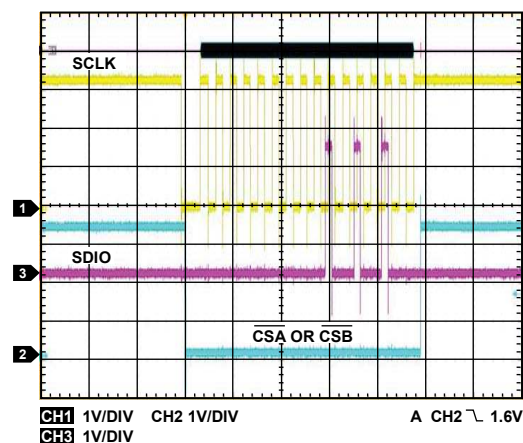 SCLK
1
SDIO
3
CSA OR CSB
2
CH1 1V/DIV CH2 1V/DIV A CH2 1.6V
CH3 1V/DIV